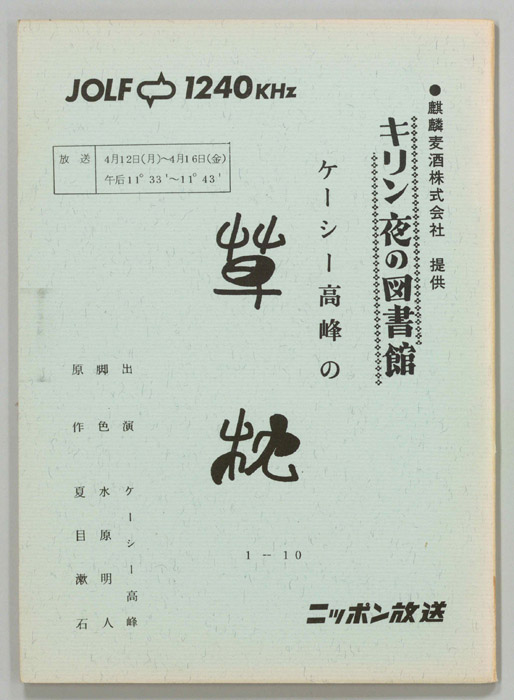 JOLF 1240KHz
放送
4月12日(月)〜4月16日(金)
午后11°33'〜11°43'
●麒麟麦酒株式会社 提供
キリン夜の図書館
ケーシー高峰の
草枕
1－10
出演 ケーシー高峰
脚色 水原明人
原作 夏目漱石
ニッポン放送